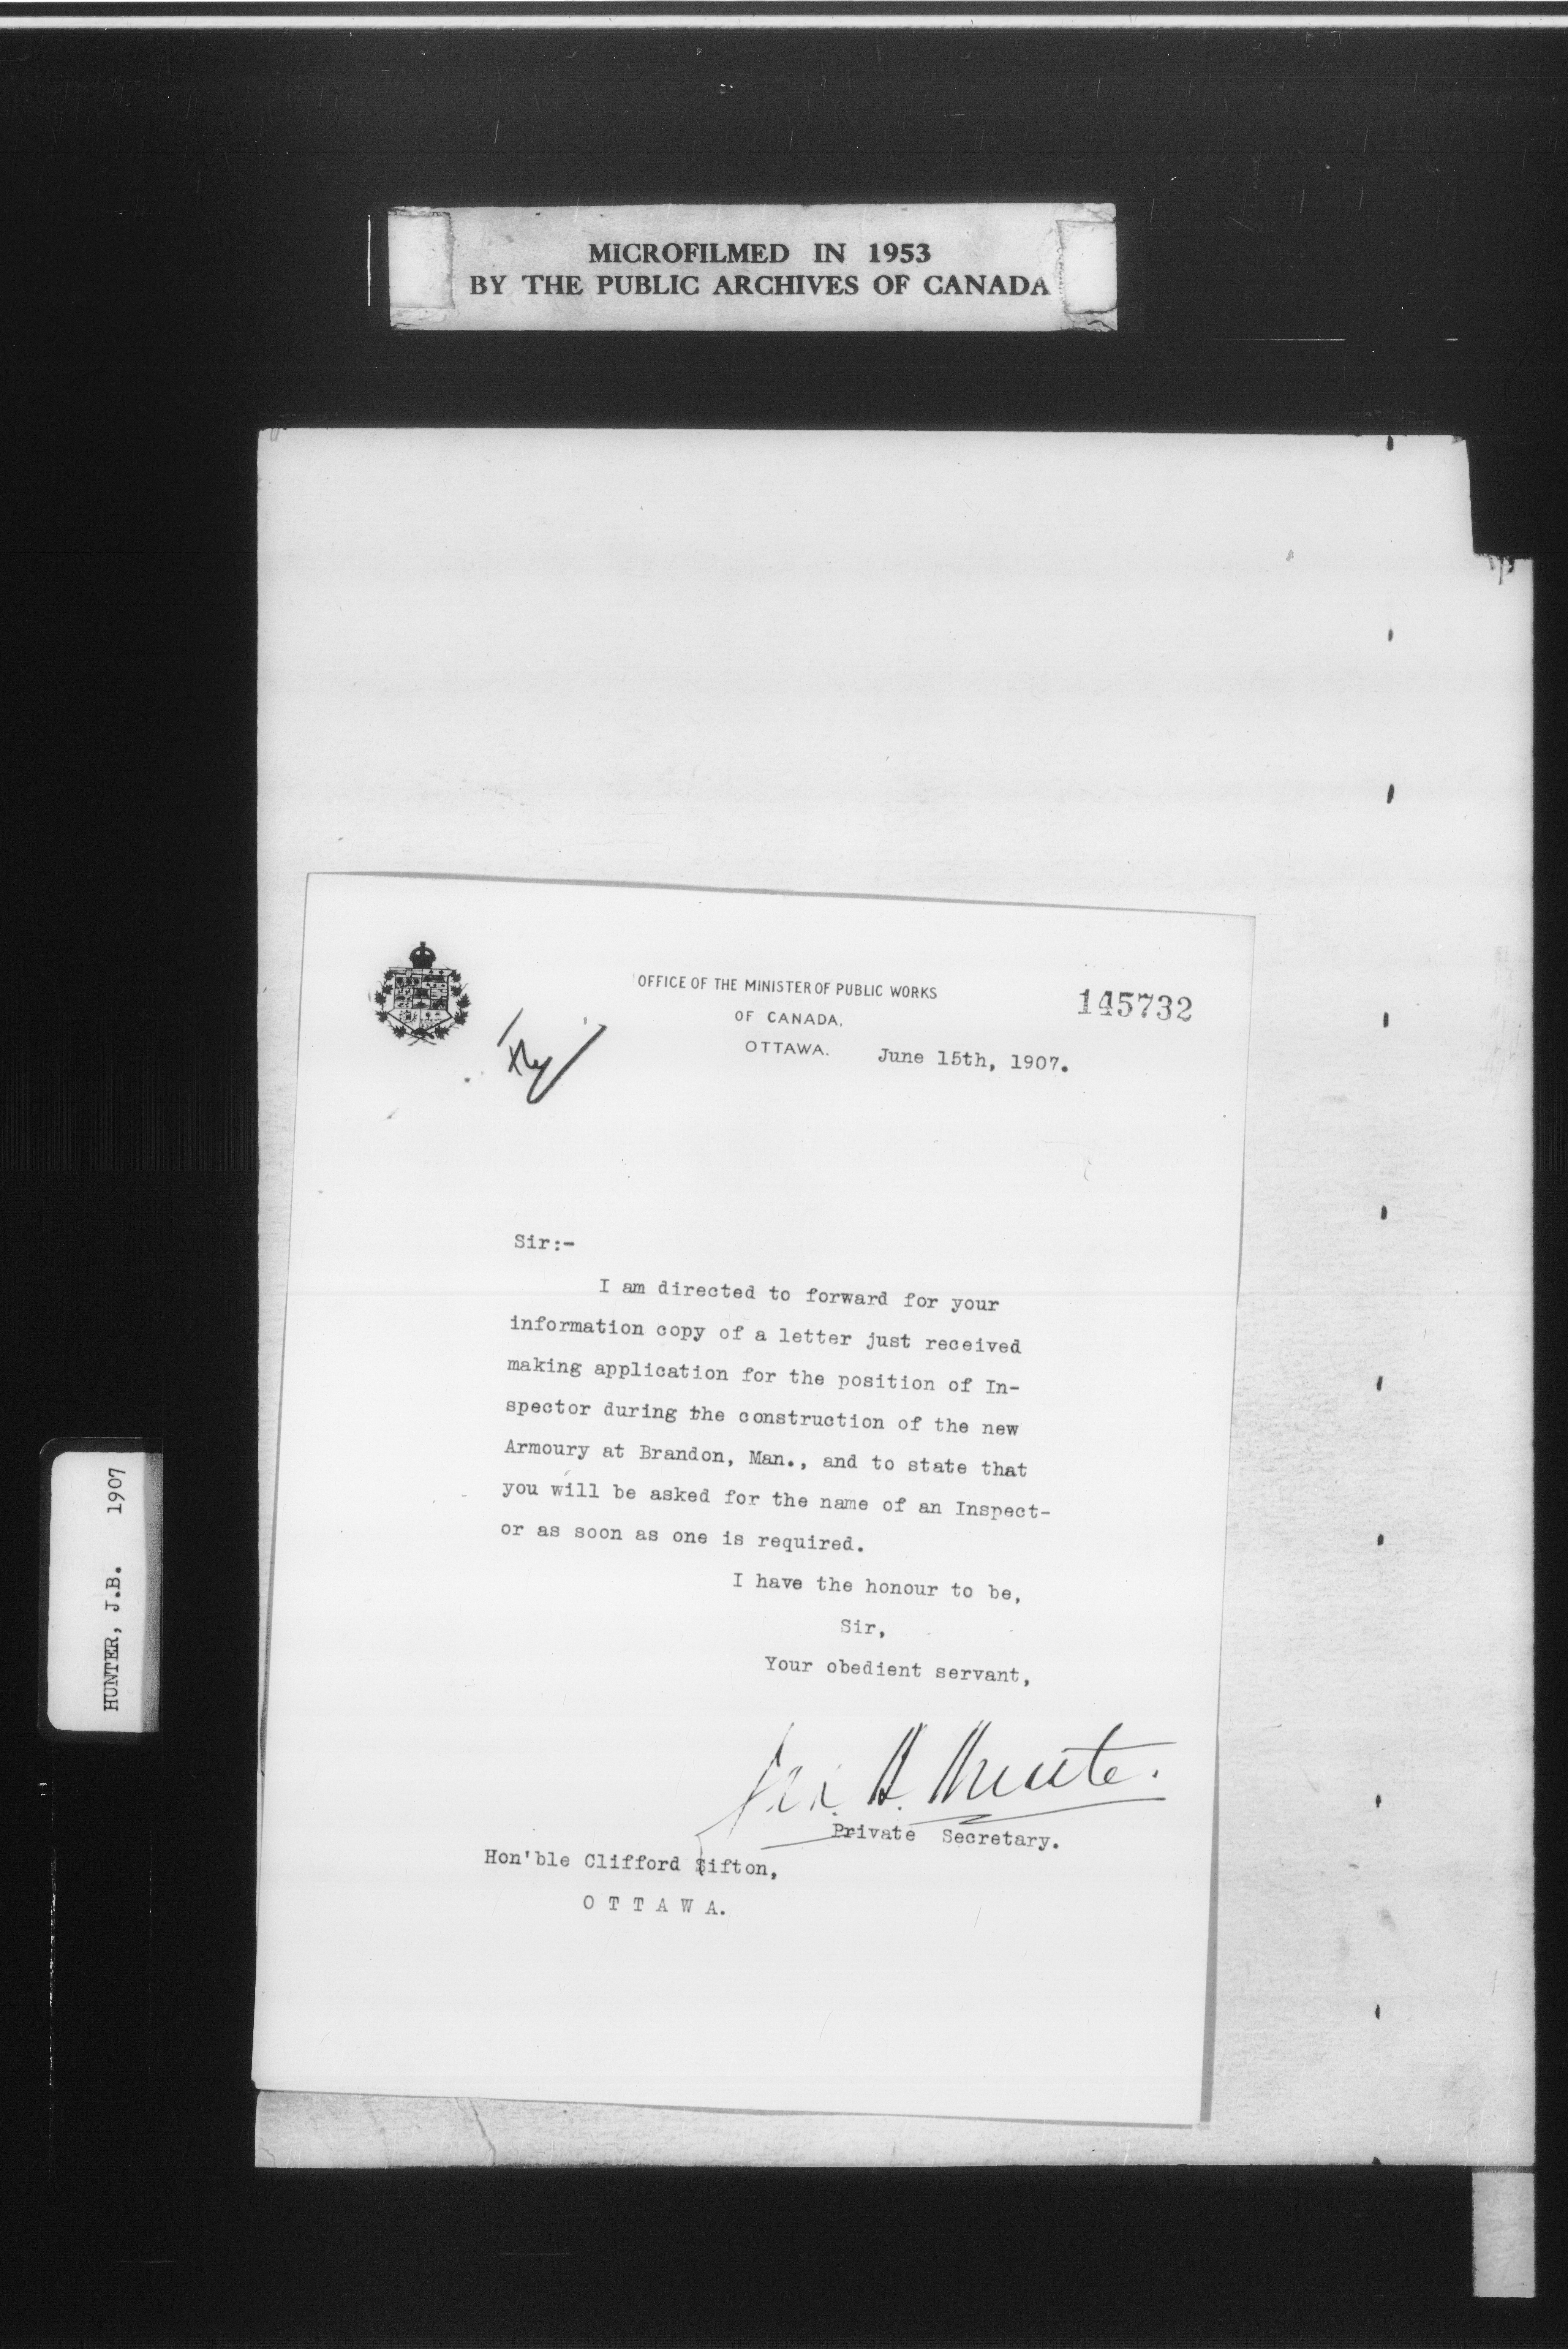 MICROFILMED IN 1953
BY THE PUBLIC ARCHIVES OF CANADA
OFFICE OF THE MINISTER OF PUBLIC WORKS
OF CANADA,
OTTAWA.
145732
June 15th, 1907.
Sir:-
I am directed to forward for your
information copy of a letter just received
making application for the position of In-
spector during the construction of the new
Armoury at Brandon, Man., and to state that
you will be asked for the name of an Inspect-
or as soon as one is required.
I have the honour to be,
Sir,
Your obedient servant,
Private Secretary.
Hon'ble Clifford Sifton,
O T T A W A.
HUNTER, J.B. 1907